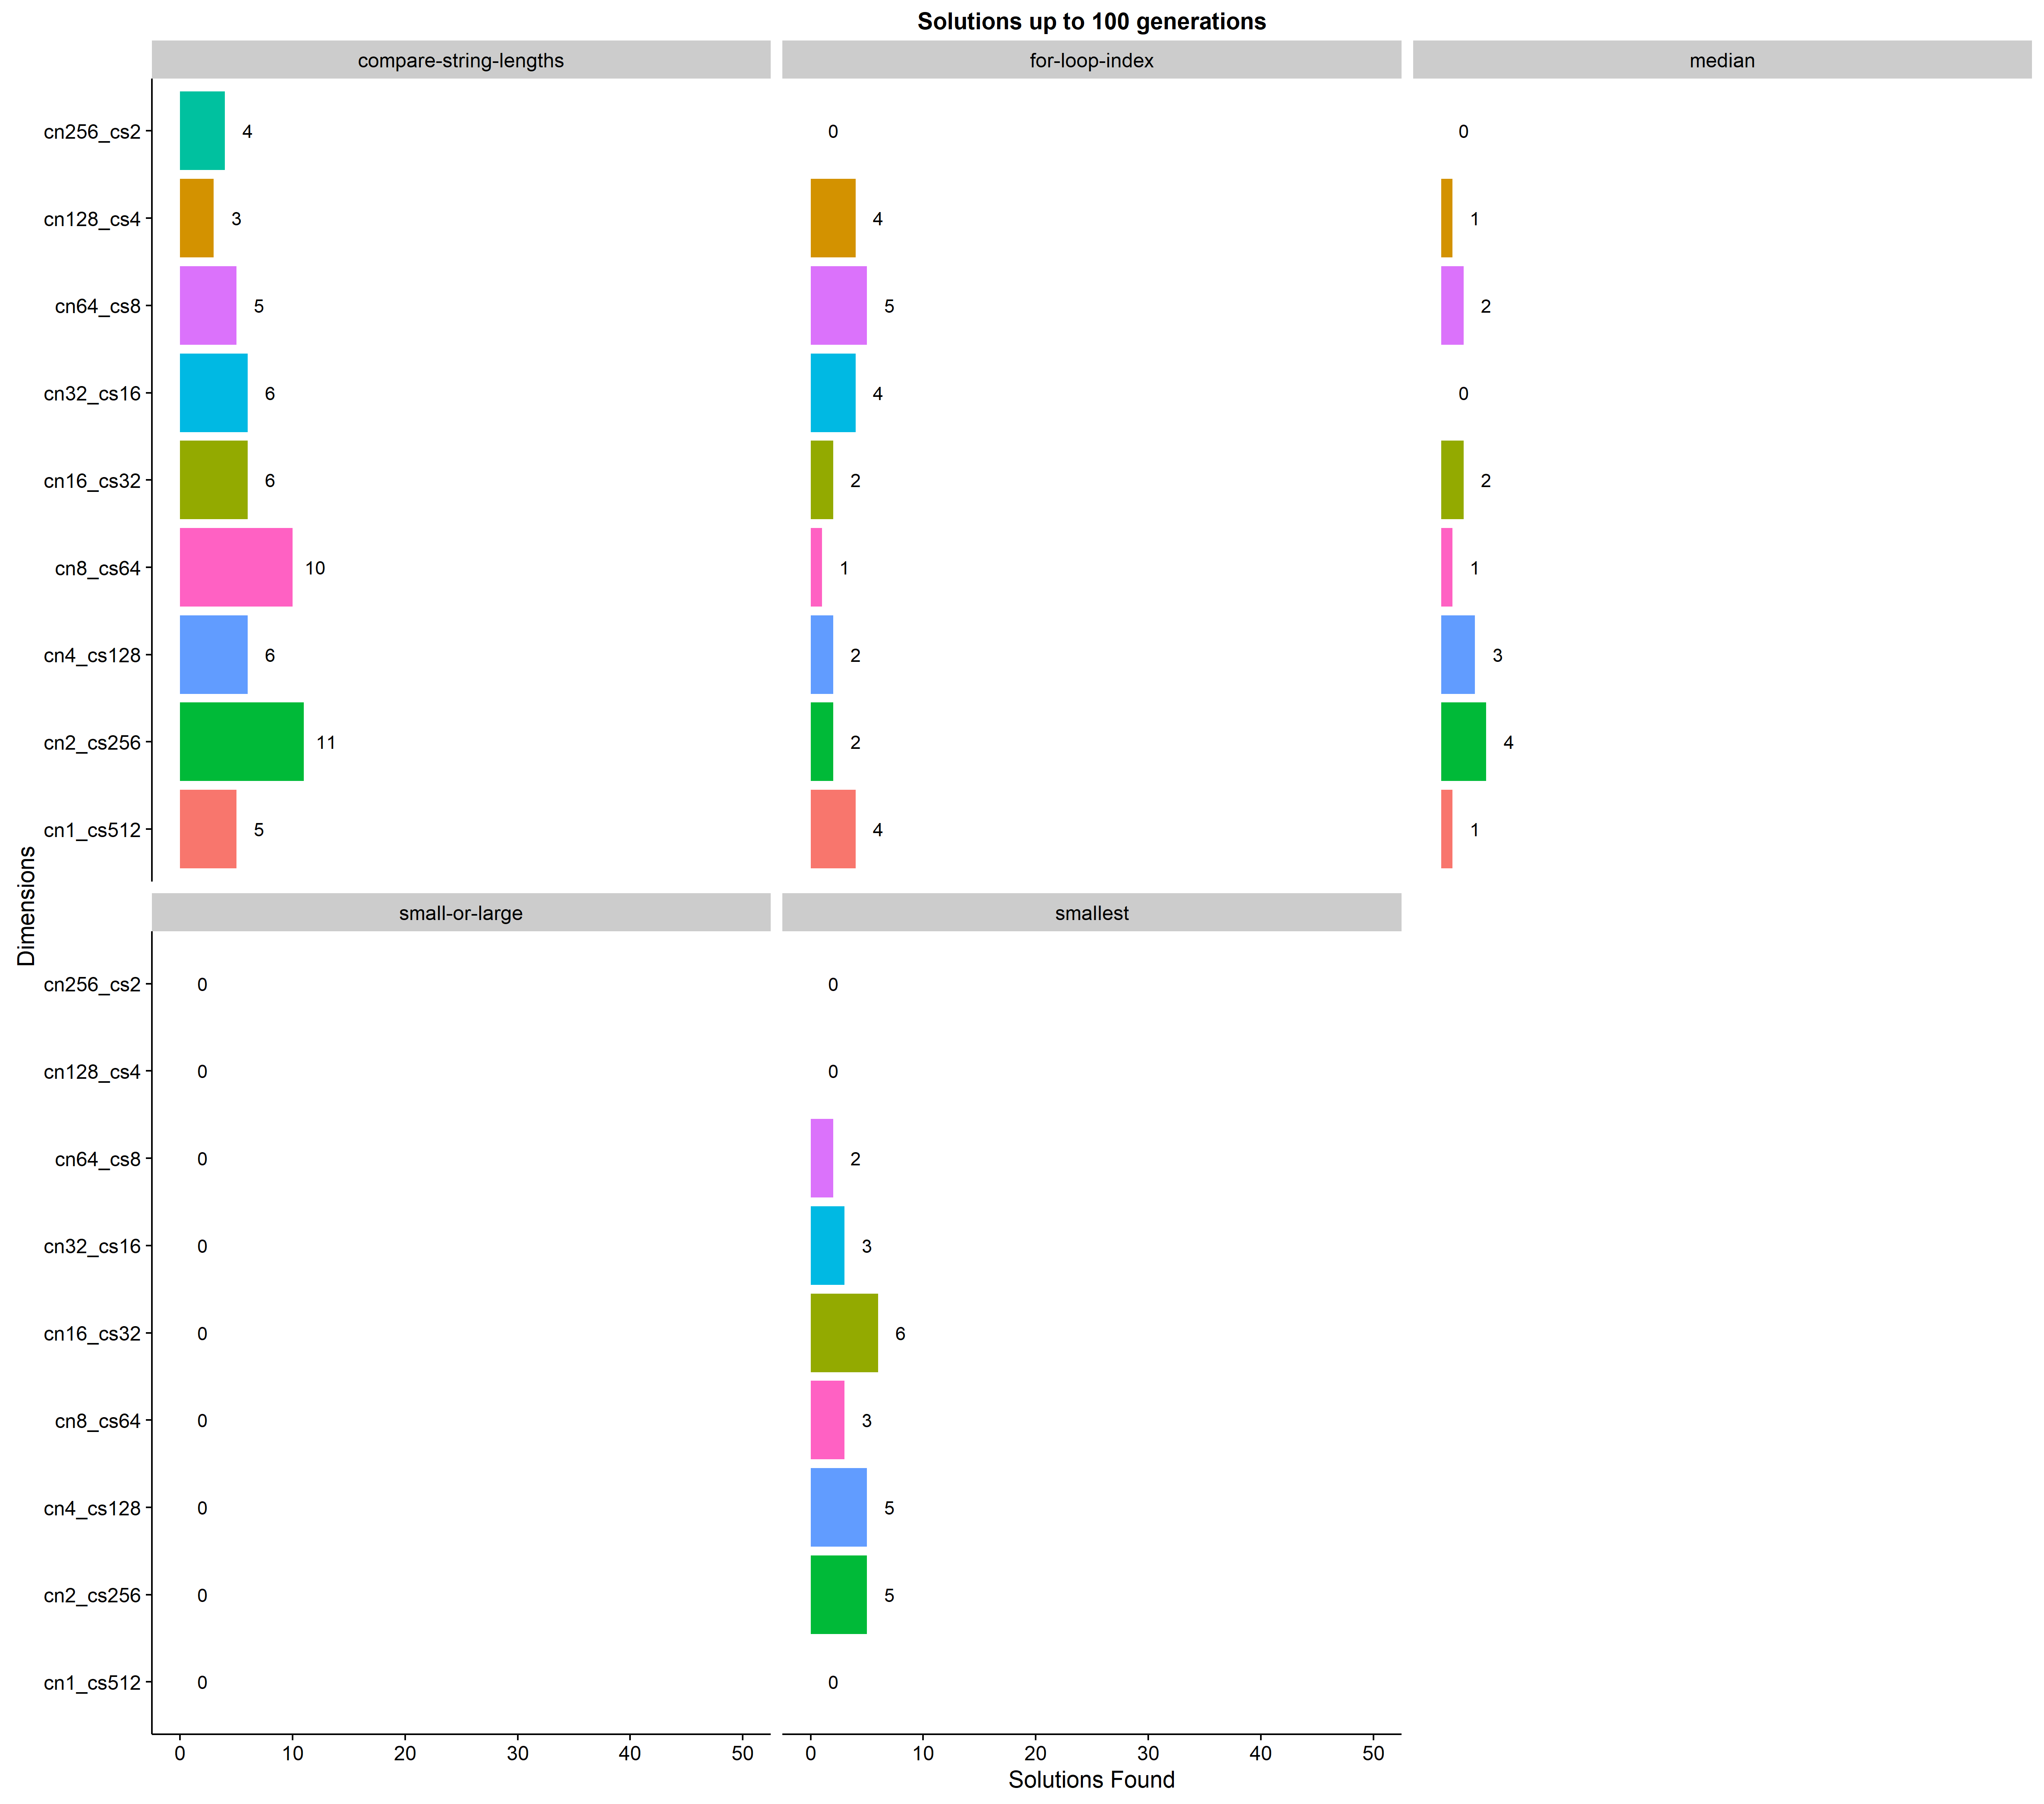 Solutions up to 100 generations
compare-string-lengths for-loop-index median
cn256_cs2 4 0 0
cn128_cs4 3 4 1
cn64_cs8 5 5 2
cn32_cs16 6 4 0
cn16_cs32 6 2 2
cn8_cs64 10 1 1
cn4_cs128 6 2 3
cn2_cs256 11 2 4
cn1_cs512 5 4 1
Dimensions
small-or-large smallest
cn256_cs2 0 0
cn128_cs4 0 0
cn64_cs8 0 2
cn32_cs16 0 3
cn16_cs32 0 6
cn8_cs64 0 3
cn4_cs128 0 5
cn2_cs256 0 5
cn1_cs512 0 0
0 10 20 30 40 50 0 10 20 30 40 50
Solutions Found